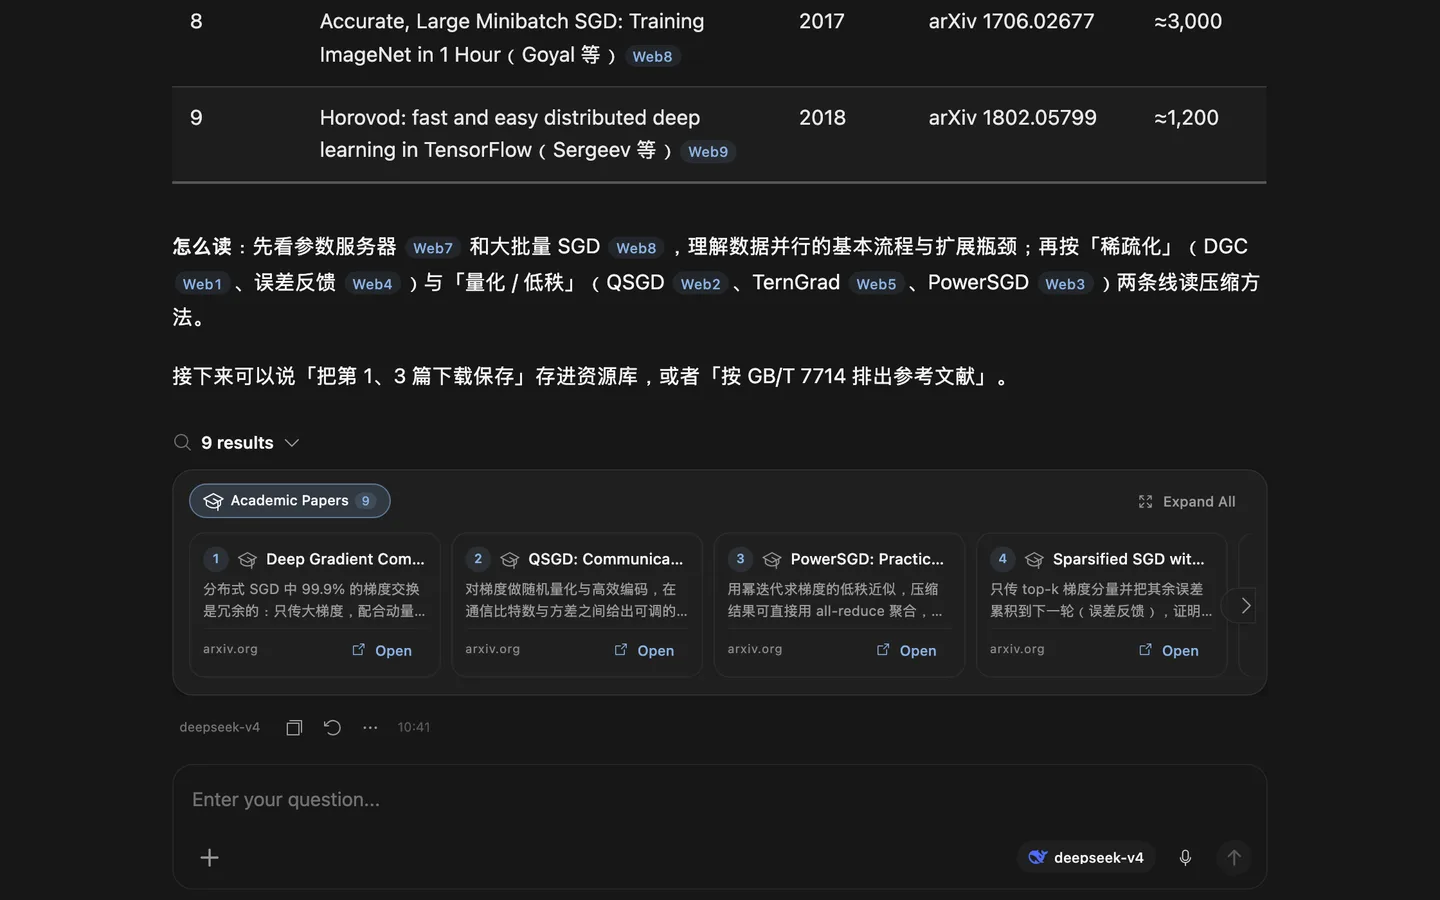 8 Accurate, Large Minibatch SGD: Training 2017 arXiv 1706.02677 ≈3,000
ImageNet in 1 Hour（Goyal 等） Web8
9 Horovod: fast and easy distributed deep 2018 arXiv 1802.05799 ≈1,200
learning in TensorFlow（Sergeev 等） Web9
怎么读：先看参数服务器 Web7 和大批量 SGD Web8 ，理解数据并行的基本流程与扩展瓶颈；再按「稀疏化」（DGC
Web1 、误差反馈 Web4 ）与「量化 / 低秩」（QSGD Web2 、TernGrad Web5 、PowerSGD Web3 ）两条线读压缩方
法。
接下来可以说「把第 1、3 篇下载保存」存进资源库，或者「按 GB/T 7714 排出参考文献」。
9 results
Academic Papers 9
Expand All
1 Deep Gradient Com...
分布式 SGD 中 99.9% 的梯度交换
是冗余的：只传大梯度，配合动量...
arxiv.org Open
2 QSGD: Communica...
对梯度做随机量化与高效编码，在
通信比特数与方差之间给出可调的...
arxiv.org Open
3 PowerSGD: Practic...
用幂迭代求梯度的低秩近似，压缩
结果可直接用 all-reduce 聚合，...
arxiv.org Open
4 Sparsified SGD wit...
只传 top-k 梯度分量并把其余误差
累积到下一轮（误差反馈），证明...
arxiv.org Open
deepseek-v4 10:41
Enter your question...
deepseek-v4